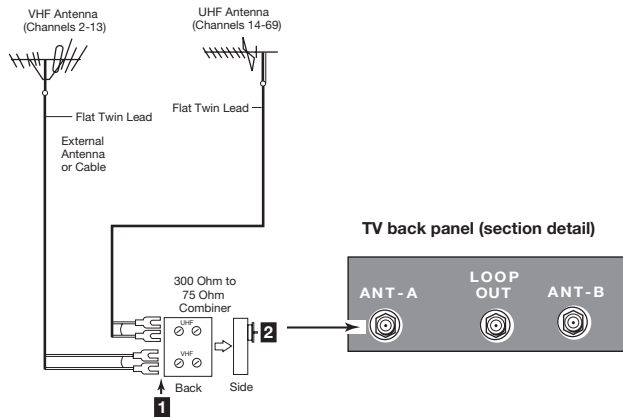 VHF Antenna
(Channels 2-13)
UHF Antenna
(Channels 14-69)
Flat Twin Lead
Flat Twin Lead
External
Antenna
or Cable
TV back panel (section detail)
ANT-A
LOOP
OUT
ANT-B
300 Ohm to
75 Ohm
Combiner
UHF
VHF
2
Back
Side
1